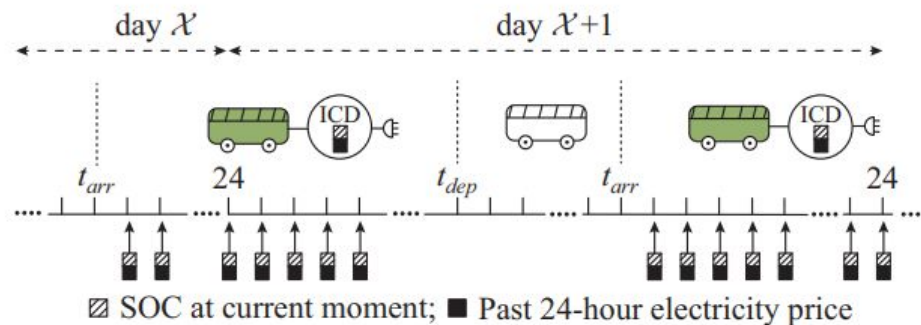 day 𝒳
day 𝒳+1
ICD
ICD
t_arr
24
t_dep
t_arr
24
SOC at current moment; Past 24-hour electricity price